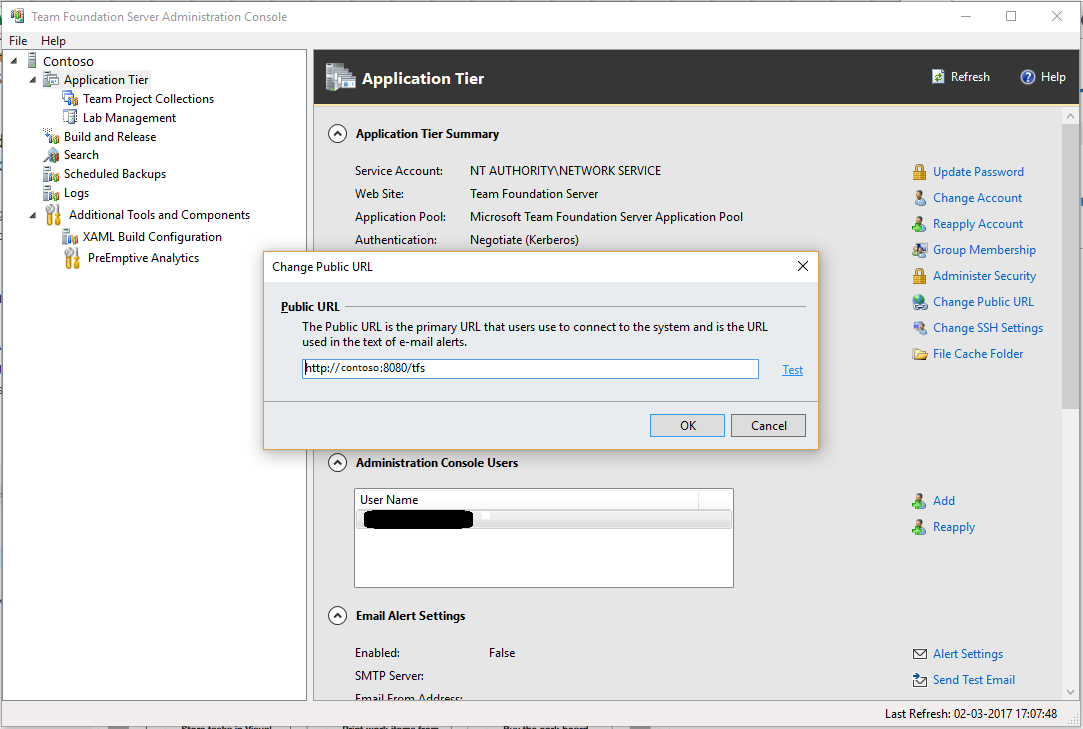 Team Foundation Server Administration Console
File Help
Contoso
Application Tier
Team Project Collections
Lab Management
Build and Release
Search
Scheduled Backups
Logs
Additional Tools and Components
XAML Build Configuration
PreEmptive Analytics
Application Tier
Refresh
Help
Application Tier Summary
Service Account: NT AUTHORITY\NETWORK SERVICE
Web Site: Team Foundation Server
Application Pool: Microsoft Team Foundation Server Application Pool
Authentication: Negotiate (Kerberos)
Update Password
Change Account
Reapply Account
Group Membership
Administer Security
Change Public URL
Change SSH Settings
File Cache Folder
Change Public URL
Public URL
The Public URL is the primary URL that users use to connect to the system and is the URL
used in the text of e-mail alerts.
http://contoso:8080/tfs
Test
OK
Cancel
Administration Console Users
User Name
Add
Reapply
Email Alert Settings
Enabled: False
SMTP Server:
Email From Address:
Alert Settings
Send Test Email
Last Refresh: 02-03-2017 17:07:48